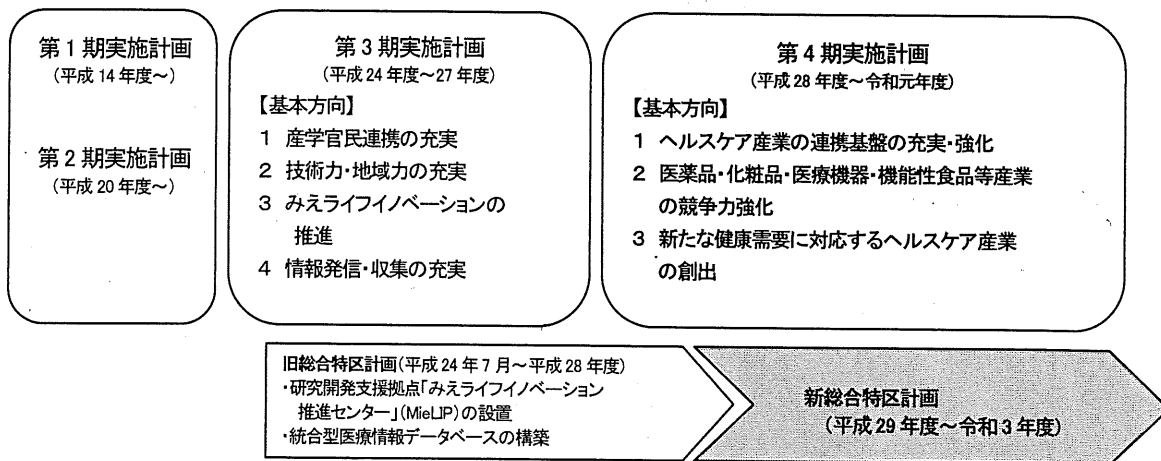 第1期実施計画
(平成14年度～)
第2期実施計画
(平成20年度～)
第3期実施計画
(平成24年度～27年度)
【基本方向】
1 産学官民連携の充実
2 技術力・地域力の充実
3 みえライフイノベーションの
推進
4 情報発信・収集の充実
第4期実施計画
(平成28年度～令和元年度)
【基本方向】
1 ヘルスケア産業の連携基盤の充実・強化
2 医薬品・化粧品・医療機器・機能性食品等産業
の競争力強化
3 新たな健康需要に対応するヘルスケア産業
の創出
旧総合特区計画(平成24年7月～平成28年度)
・研究開発支援拠点「みえライフイノベーション
推進センター」(MieLIP)の設置
・統合型医療情報データベースの構築
新総合特区計画
(平成29年度～令和3年度)